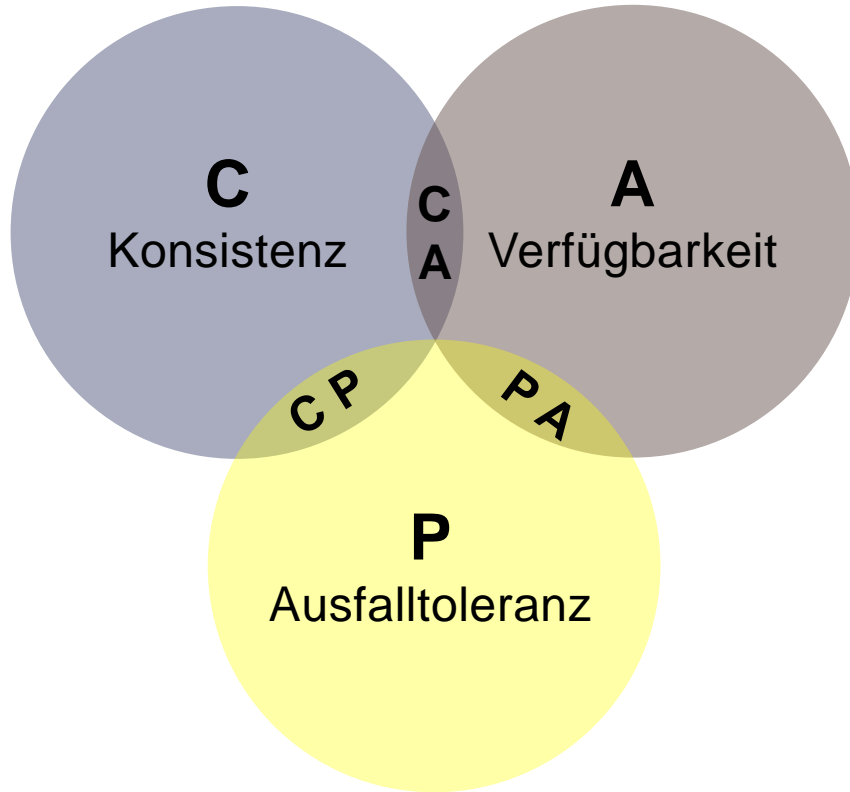 C
Konsistenz
C
A
A
Verfügbarkeit
C P
P A
P
Ausfalltoleranz